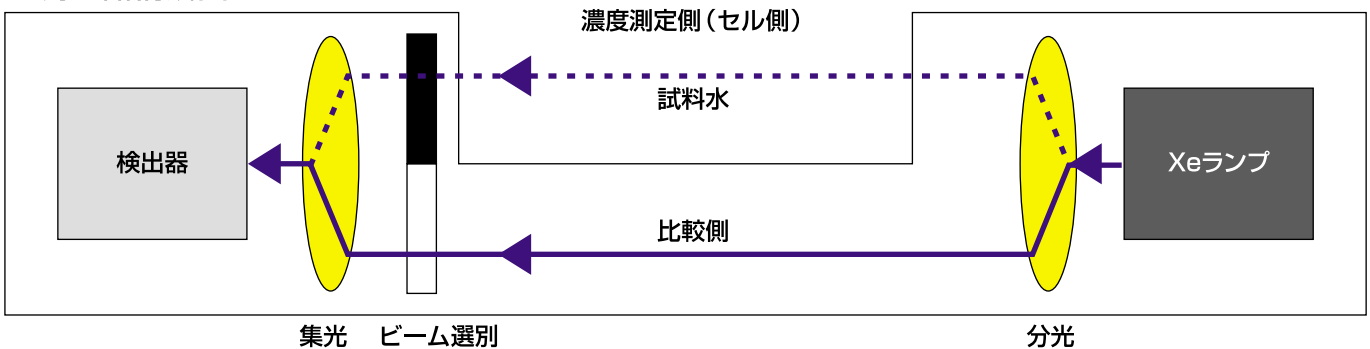 濃度測定側（セル側）
試料水
検出器
Xeランプ
比較側
集光
ビーム選別
分光